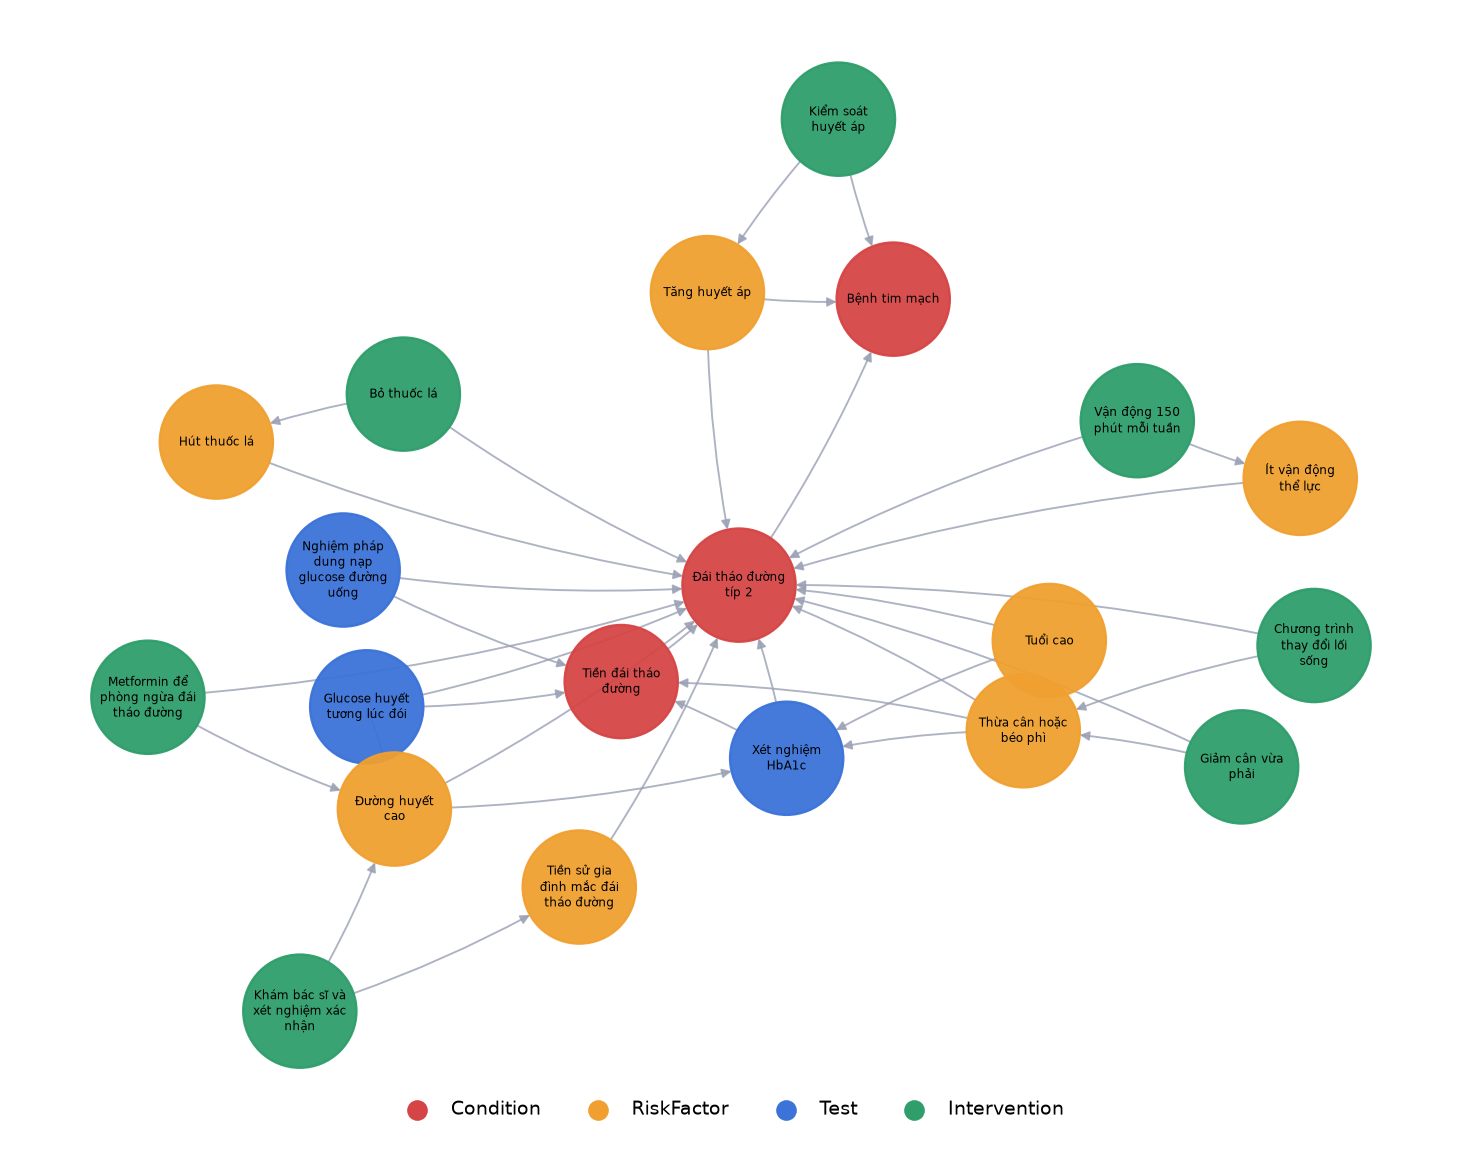 Kiểm soát
huyết áp
Tăng huyết áp
Bệnh tim mạch
Bỏ thuốc lá
Hút thuốc lá
Vận động 150
phút mỗi tuần
Ít vận động
thể lực
Nghiệm pháp
dung nạp
glucose đường
uống
Đái tháo đường
típ 2
Tuổi cao
Chương trình
thay đổi lối
sống
Metformin để
phòng ngừa đái
tháo đường
Glucose huyết
tương lúc đói
Tiền đái tháo
đường
Thừa cân hoặc
béo phì
Xét nghiệm
HbA1c
Giảm cân vừa
phải
Đường huyết
cao
Tiền sử gia
đình mắc đái
tháo đường
Khám bác sĩ và
xét nghiệm xác
nhận
Condition
RiskFactor
Test
Intervention